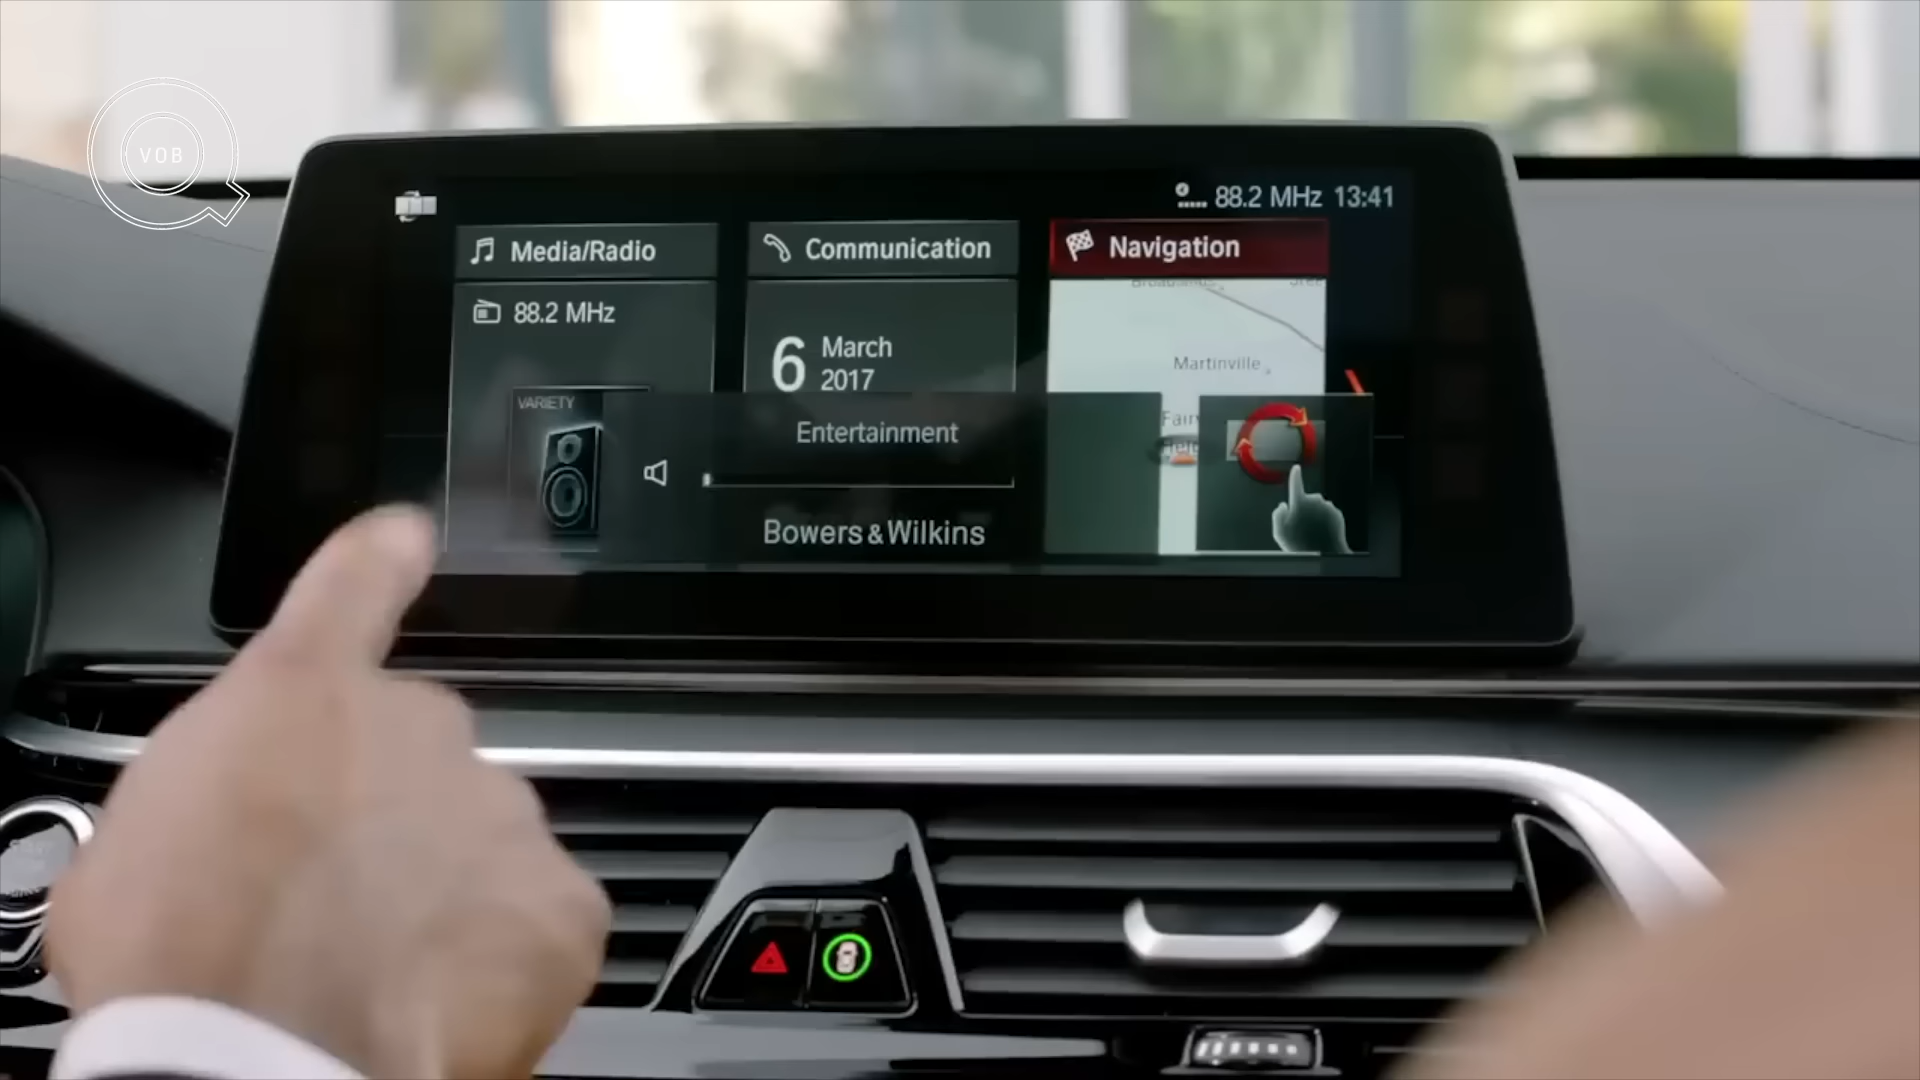 VOB
88.2 MHz 13:41
Media/Radio
Communication
Navigation
88.2 MHz
6 March
2017
Martinville
VARIETY
Entertainment
Bowers & Wilkins